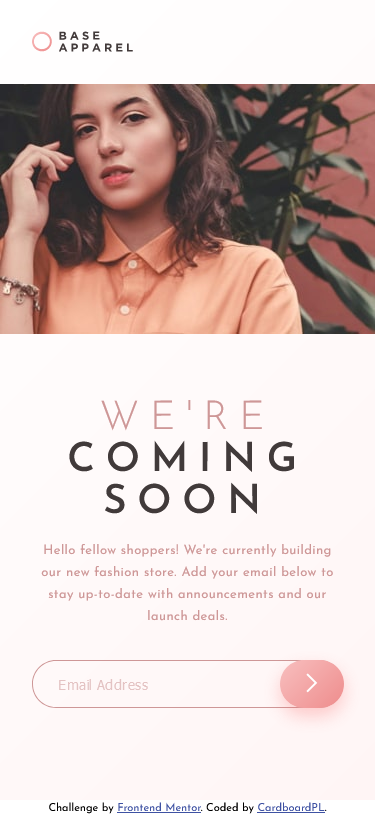 BASE
APPAREL
WE'RE
COMING
SOON
Hello fellow shoppers! We're currently building
our new fashion store. Add your email below to
stay up-to-date with announcements and our
launch deals.
Email Address
Challenge by Frontend Mentor. Coded by CardboardPL.